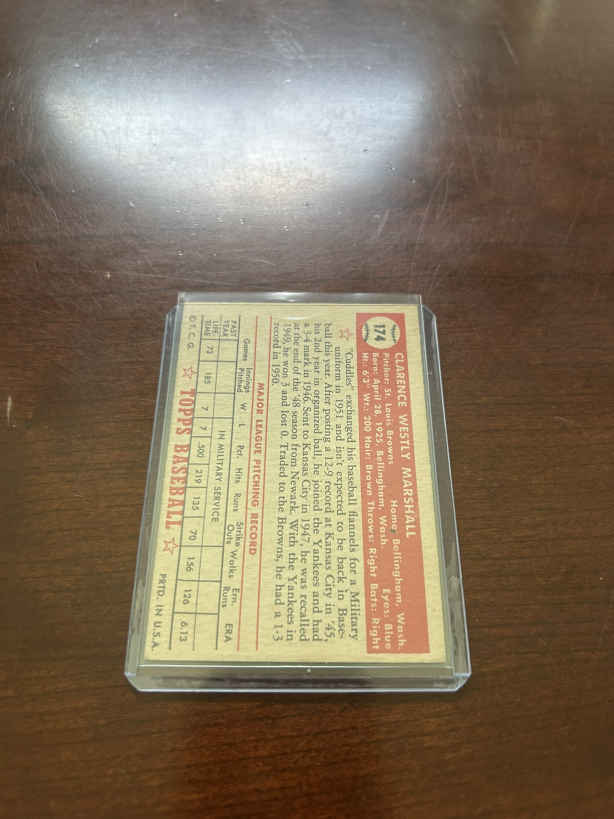 174
CLARENCE WESTLY MARSHALL
Pitcher: St. Louis Browns Home: Bellingham, Wash.
Born: April 28, 1925, Bellingham, Wash. Eyes: Blue
Ht.: 6'3" Wt.: 200 Hair: Brown Throws: Right Bats: Right
"Cuddles" exchanged his baseball flannels for a Military
uniform in 1951 and isn't expected to be back in Base-
ball this year. After posting a 12-9 record at Kansas City in '45,
his 2nd year in organized ball, he joined the Yankees and had
a 3-4 mark in 1946. Sent to Kansas City in 1947, he was recalled
at the end of the '48 season from Newark. With the Yankees in
1949, he won 3 and lost 0. Traded to the Browns, he had a 1-3
record in 1950.
MAJOR LEAGUE PITCHING RECORD
Games Innings Pitched W L Pct. Hits Runs Strike Outs Walks Ern. Runs ERA
PAST YEAR IN MILITARY SERVICE
LIFE TIME 73 185 7 7 .500 219 135 70 156 126 6.13
© T. C. G. TOPPS BASEBALL PRTD. IN U.S.A.